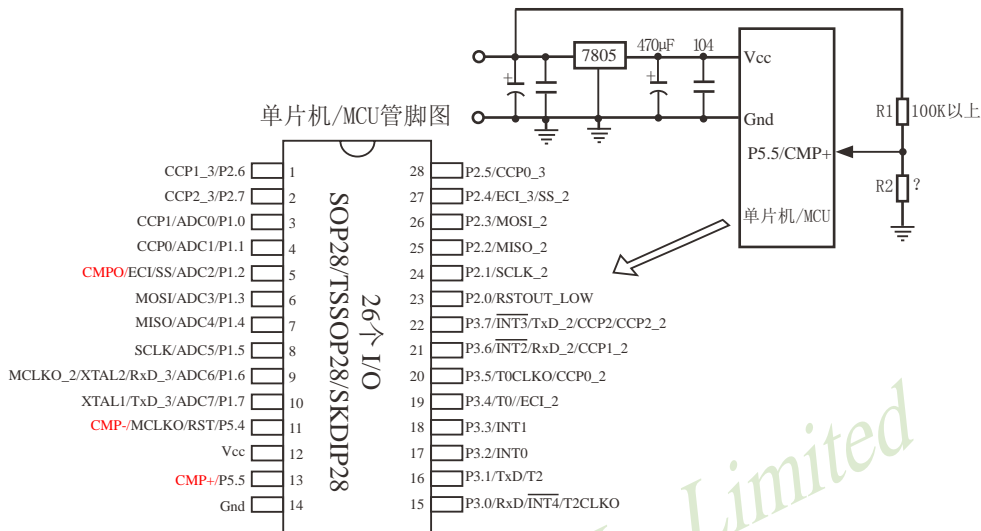 7805
470μF
104
Vcc
Gnd
P5.5/CMP+
单片机/MCU
R1
100K以上
R2
?
单片机/MCU管脚图
SOP28/TSSOP28/SKDIP28
26个 I/O
CCP1_3/P2.6 1
CCP2_3/P2.7 2
CCP1/ADC0/P1.0 3
CCP0/ADC1/P1.1 4
CMPO/ECI/SS/ADC2/P1.2 5
MOSI/ADC3/P1.3 6
MISO/ADC4/P1.4 7
SCLK/ADC5/P1.5 8
MCLKO_2/XTAL2/RxD_3/ADC6/P1.6 9
XTAL1/TxD_3/ADC7/P1.7 10
CMP-/MCLKO/RST/P5.4 11
Vcc 12
CMP+/P5.5 13
Gnd 14
28 P2.5/CCP0_3
27 P2.4/ECI_3/SS_2
26 P2.3/MOSI_2
25 P2.2/MISO_2
24 P2.1/SCLK_2
23 P2.0/RSTOUT_LOW
22 P3.7/INT3/TxD_2/CCP2/CCP2_2
21 P3.6/INT2/RxD_2/CCP1_2
20 P3.5/T0CLKO/CCP0_2
19 P3.4/T0//ECI_2
18 P3.3/INT1
17 P3.2/INT0
16 P3.1/TxD/T2
15 P3.0/RxD/INT4/T2CLKO
Limited